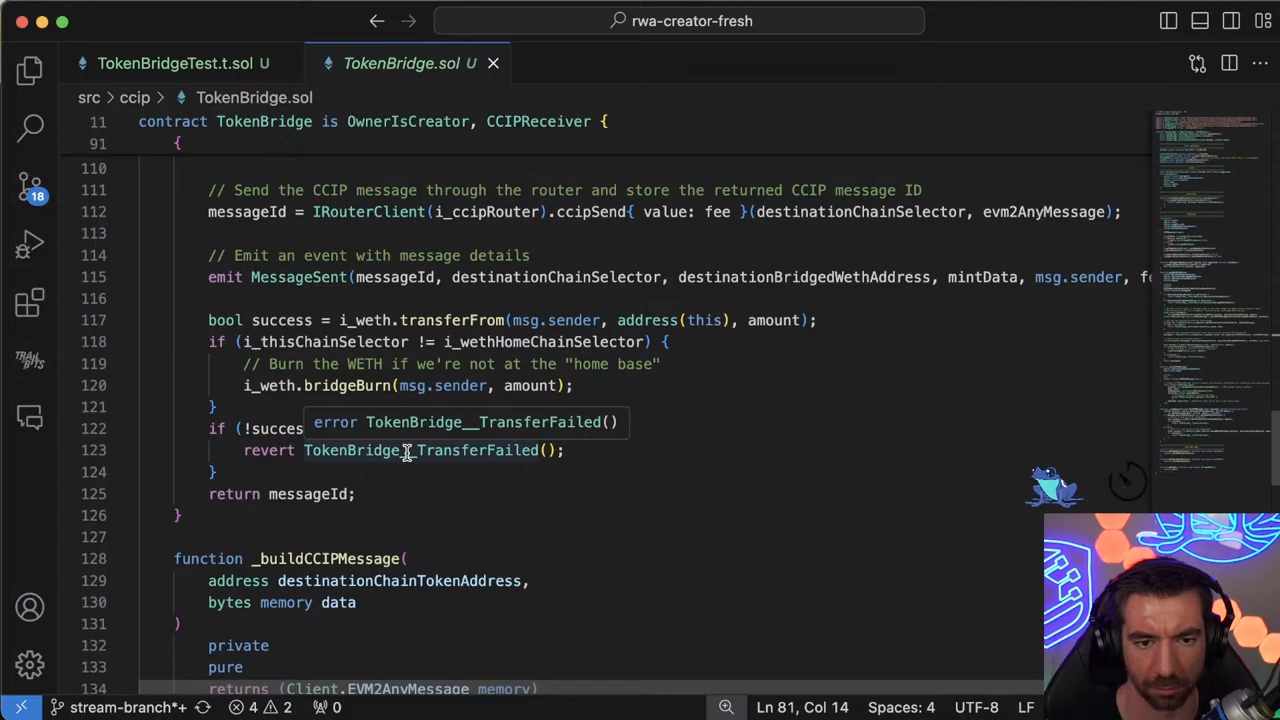 rwa-creator-fresh
TokenBridgeTest.t.sol U
TokenBridge.sol U
src > ccip > TokenBridge.sol
11 contract TokenBridge is OwnerIsCreator, CCIPReceiver {
91 {
110
111 // Send the CCIP message through the router and store the returned CCIP message ID
112 messageId = IRouterClient(i_ccipRouter).ccipSend{ value: fee }(destinationChainSelector, evm2AnyMessage);
113
114 // Emit an event with message details
115 emit MessageSent(messageId, destinationChainSelector, destinationBridgedWethAddress, mintData, msg.sender, fe
116
117 bool success = i_weth.transferFrom(msg.sender, address(this), amount);
118 if (i_thisChainSelector != i_wethChainSelector) {
119 // Burn the WETH if we're not at the "home base"
120 i_weth.bridgeBurn(msg.sender, amount);
121 }
error TokenBridge__TransferFailed()
122 if (!succes
123 revert TokenBridge__TransferFailed();
124 }
125 return messageId;
126 }
127
128 function _buildCCIPMessage(
129 address destinationChainTokenAddress,
130 bytes memory data
131 )
132 private
133 pure
134 returns (Client.EVM2AnyMessage memory)
18
stream-branch*+ 4 2 0 Ln 81, Col 14 Spaces: 4 UTF-8 LF